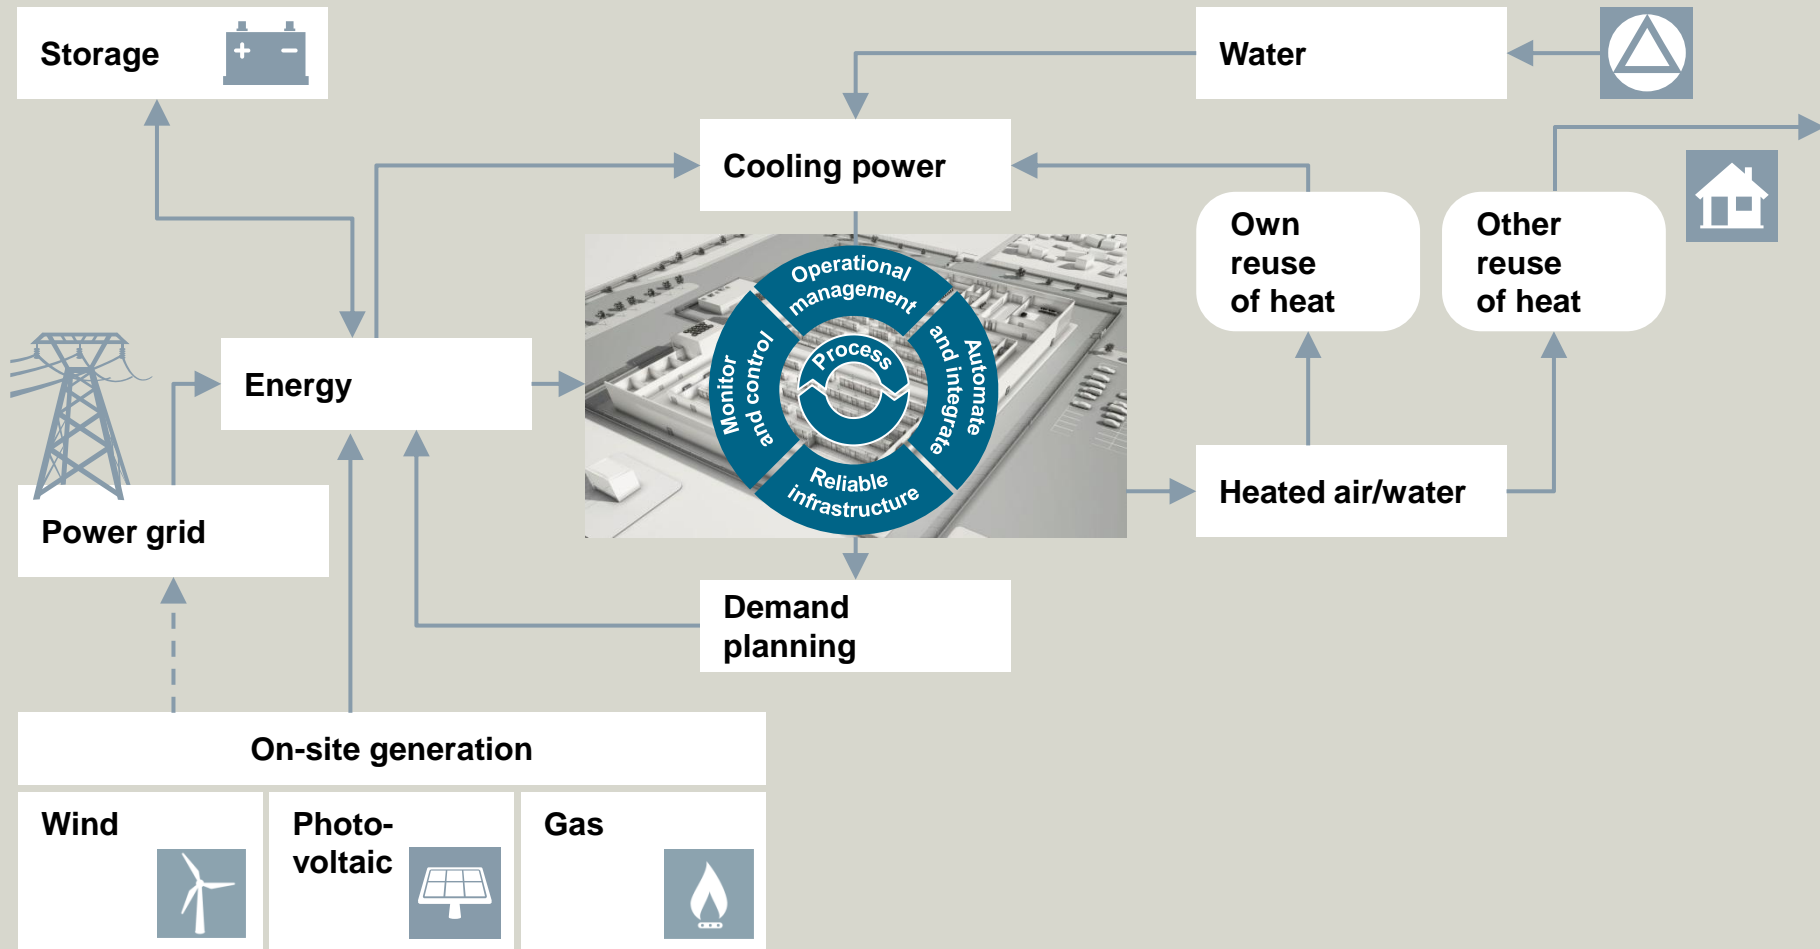 Storage
+ −
Water
Cooling power
Own
reuse
of heat
Other
reuse
of heat
Operational
management
Monitor
and control
Process
Automate
and integrate
Reliable
infrastructure
Energy
Power grid
Heated air/water
Demand
planning
On-site generation
Wind
Photo-
voltaic
Gas